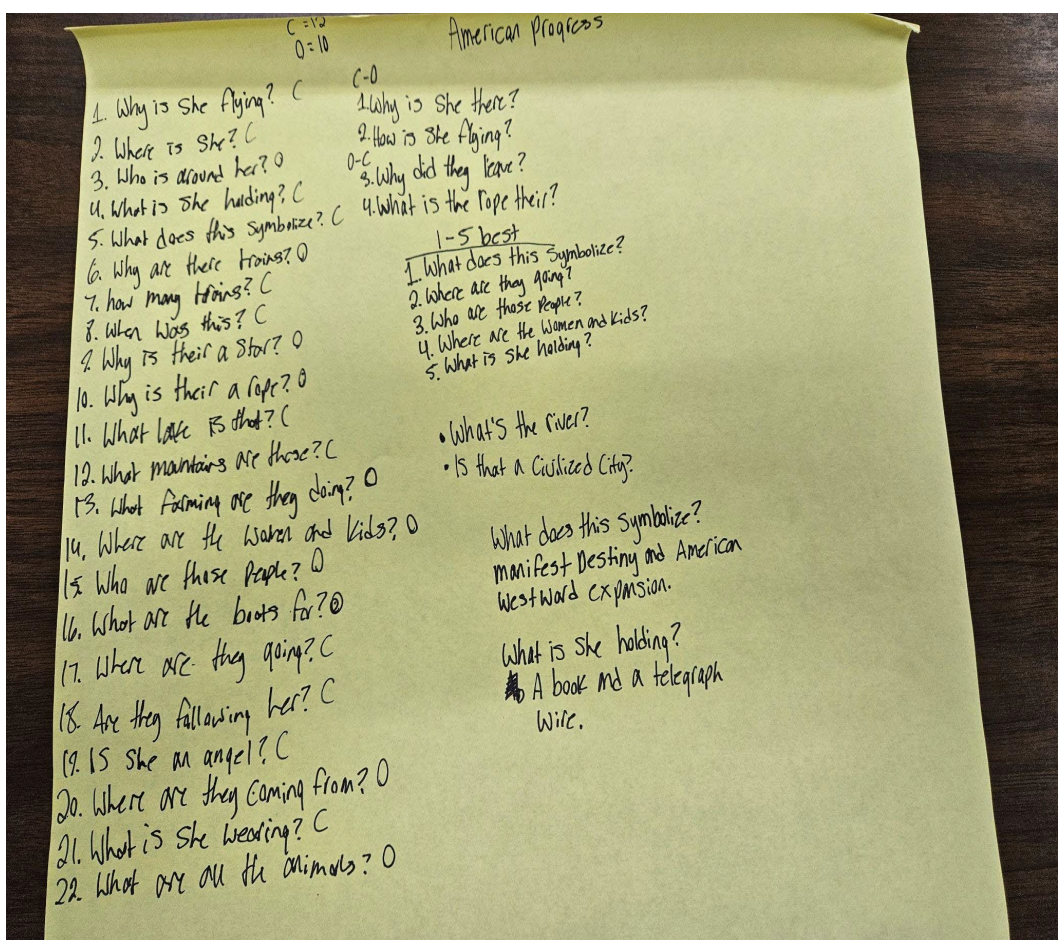 C=12
O=10
American Progress
1. Why is She flying? C
2. Where is She? C
3. Who is around her? O
4. What is She holding? C
5. What does this Symbolize? C
6. Why are there trains? O
7. how many trains? C
8. When Was this? C
9. Why is their a Star? O
10. Why is their a rope? O
11. What lake is that? C
12. What mountains are those? C
13. What farming are they doing? O
14. Where are the Women and Kids? O
15 Who are those People? O
16. What are the boots for? O
17. Where are they going? C
18. Are they following her? C
19. IS She an angel? C
20. Where are they Coming from? O
21. What is She Wearing? C
22. What are all the animals? O
C-O
1. Why is She there?
2. How is She flying?
O-C
3. Why did they leave?
4. What is the rope their?
1-5 best
1. What does this Symbolize?
2. Where are they going?
3. Who are those People?
4. Where are the Women and Kids?
5. What is She holding?
• What's the river?
• Is that a Civilized City?
What does this Symbolize?
manifest Destiny and American
Westward expansion.
What is She holding?
A book and a telegraph
Wire.